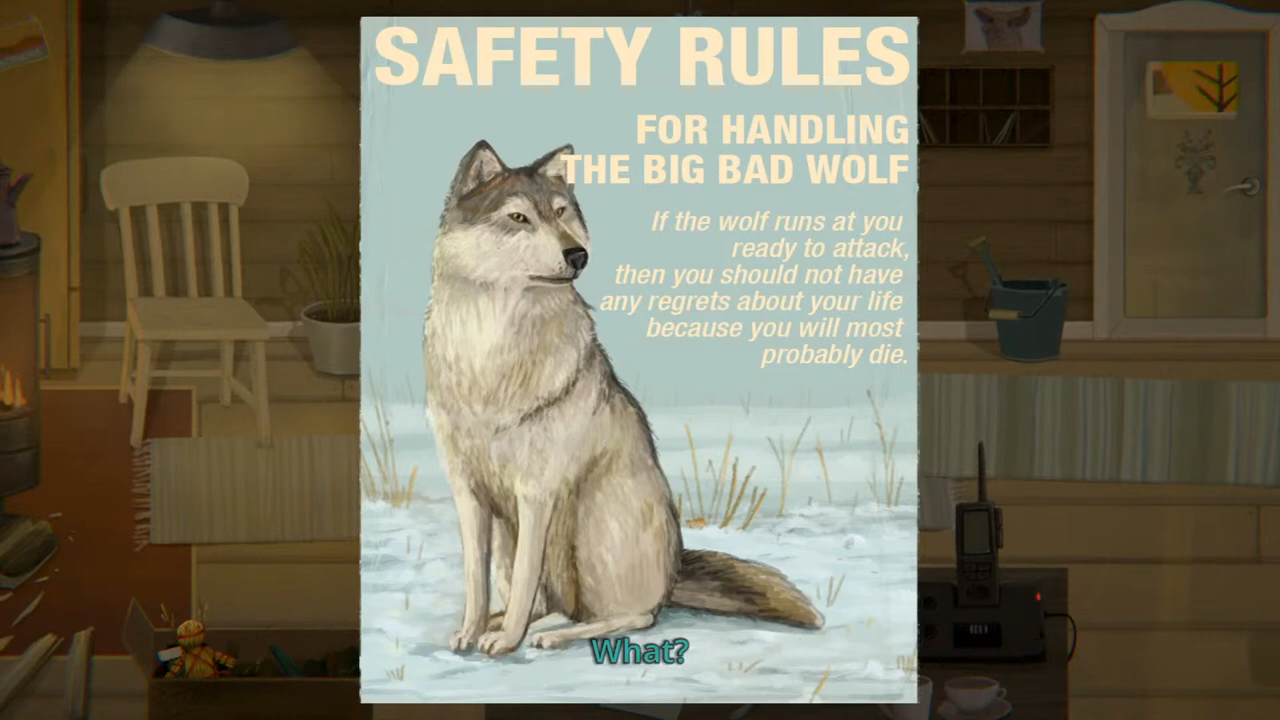 SAFETY RULES
FOR HANDLING
THE BIG BAD WOLF
If the wolf runs at you
ready to attack,
then you should not have
any regrets about your life
because you will most
probably die.
What?